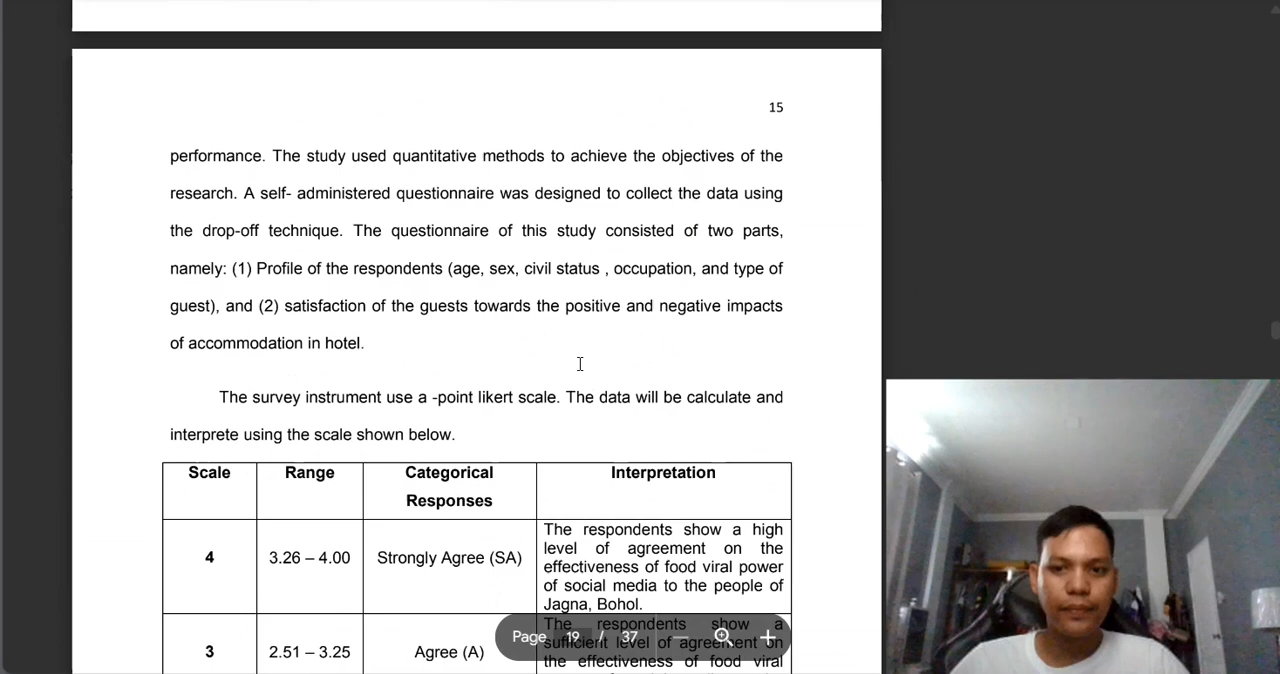 15
performance. The study used quantitative methods to achieve the objectives of the
research. A self- administered questionnaire was designed to collect the data using
the drop-off technique. The questionnaire of this study consisted of two parts,
namely: (1) Profile of the respondents (age, sex, civil status , occupation, and type of
guest), and (2) satisfaction of the guests towards the positive and negative impacts
of accommodation in hotel.
The survey instrument use a -point likert scale. The data will be calculate and
interprete using the scale shown below.
Scale Range Categorical Interpretation
Responses
4 3.26 – 4.00 Strongly Agree (SA)
The respondents show a high
level of agreement on the
effectiveness of food viral power
of social media to the people of
Jagna, Bohol.
3 2.51 – 3.25 Agree (A)
The respondents show a
sufficient level of agreement on
the effectiveness of food viral
Page 19 / 37